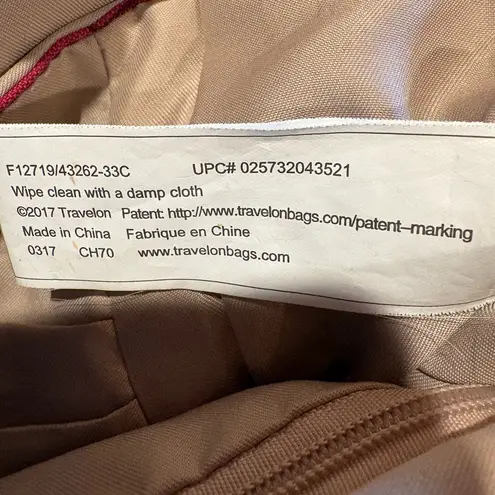 F12719/43262-33C UPC# 025732043521
Wipe clean with a damp cloth
©2017 Travelon Patent: http://www.travelonbags.com/patent–marking
Made in China Fabrique en Chine
0317 CH70 www.travelonbags.com